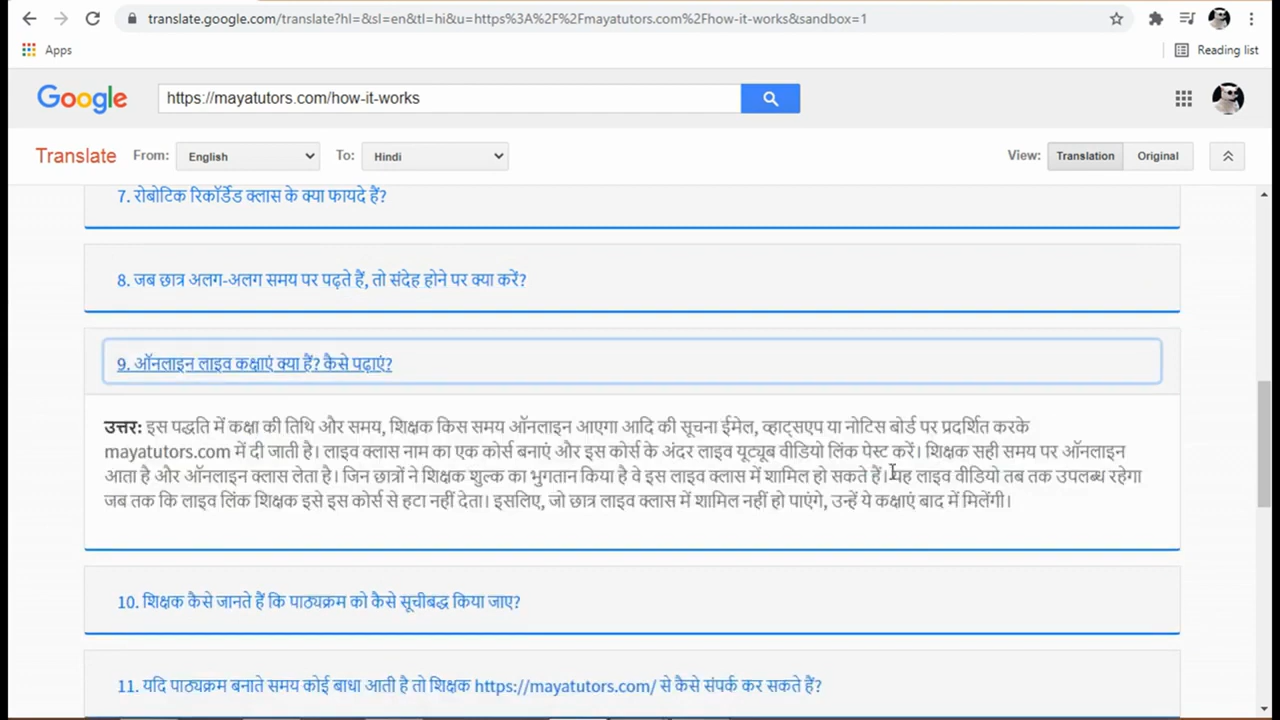 translate.google.com/translate?hl=&sl=en&tl=hi&u=https%3A%2F%2Fmayatutors.com%2Fhow-it-works&sandbox=1
Apps
Reading list
Google
https://mayatutors.com/how-it-works
Translate From: English To: Hindi View: Translation Original
7. रोबोटिक रिकॉर्डेड क्लास के क्या फायदे हैं?
8. जब छात्र अलग-अलग समय पर पढ़ते हैं, तो संदेह होने पर क्या करें?
9. ऑनलाइन लाइव कक्षाएं क्या हैं? कैसे पढ़ाएं?
उत्तर: इस पद्धति में कक्षा की तिथि और समय, शिक्षक किस समय ऑनलाइन आएगा आदि की सूचना ईमेल, व्हाट्सएप या नोटिस बोर्ड पर प्रदर्शित करके
mayatutors.com में दी जाती है। लाइव क्लास नाम का एक कोर्स बनाएं और इस कोर्स के अंदर लाइव यूट्यूब वीडियो लिंक पेस्ट करें। शिक्षक सही समय पर ऑनलाइन
आता है और ऑनलाइन क्लास लेता है। जिन छात्रों ने शिक्षक शुल्क का भुगतान किया है वे इस लाइव क्लास में शामिल हो सकते हैं। यह लाइव वीडियो तब तक उपलब्ध रहेगा
जब तक कि लाइव लिंक शिक्षक इसे इस कोर्स से हटा नहीं देता। इसलिए, जो छात्र लाइव क्लास में शामिल नहीं हो पाएंगे, उन्हें ये कक्षाएं बाद में मिलेंगी।
10. शिक्षक कैसे जानते हैं कि पाठ्यक्रम को कैसे सूचीबद्ध किया जाए?
11. यदि पाठ्यक्रम बनाते समय कोई बाधा आती है तो शिक्षक https://mayatutors.com/ से कैसे संपर्क कर सकते हैं?